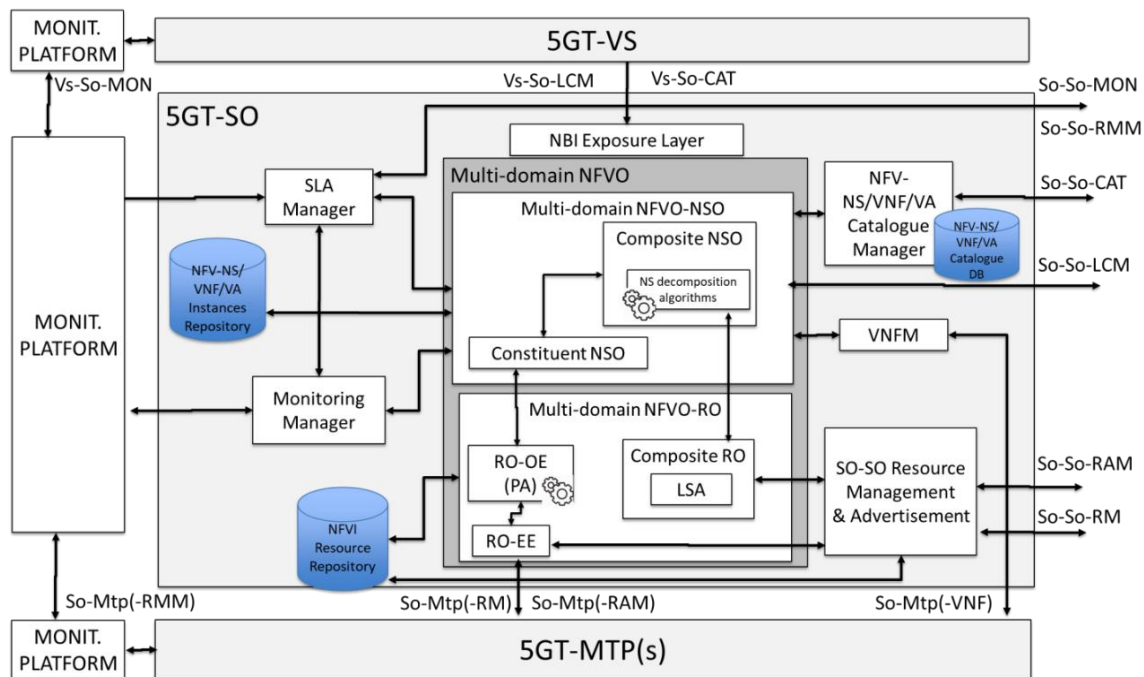 MONIT.
PLATFORM
5GT-VS
Vs-So-MON
Vs-So-LCM
Vs-So-CAT
So-So-MON
So-So-RMM
5GT-SO
NBI Exposure Layer
MONIT.
PLATFORM
SLA
Manager
NFV-NS/
VNF/VA
Instances
Repository
Monitoring
Manager
Multi-domain NFVO
Multi-domain NFVO-NSO
Composite NSO
NS decomposition
algorithms
Constituent NSO
NFV-
NS/VNF/VA
Catalogue
Manager
NFV-NS/
VNF/VA
Catalogue
DB
So-So-CAT
So-So-LCM
VNFM
Multi-domain NFVO-RO
RO-OE
(PA)
RO-EE
Composite RO
LSA
SO-SO Resource
Management
& Advertisement
So-So-RAM
So-So-RM
NFVI
Resource
Repository
So-Mtp(-RMM)
So-Mtp(-RM)
So-Mtp(-RAM)
So-Mtp(-VNF)
MONIT.
PLATFORM
5GT-MTP(s)